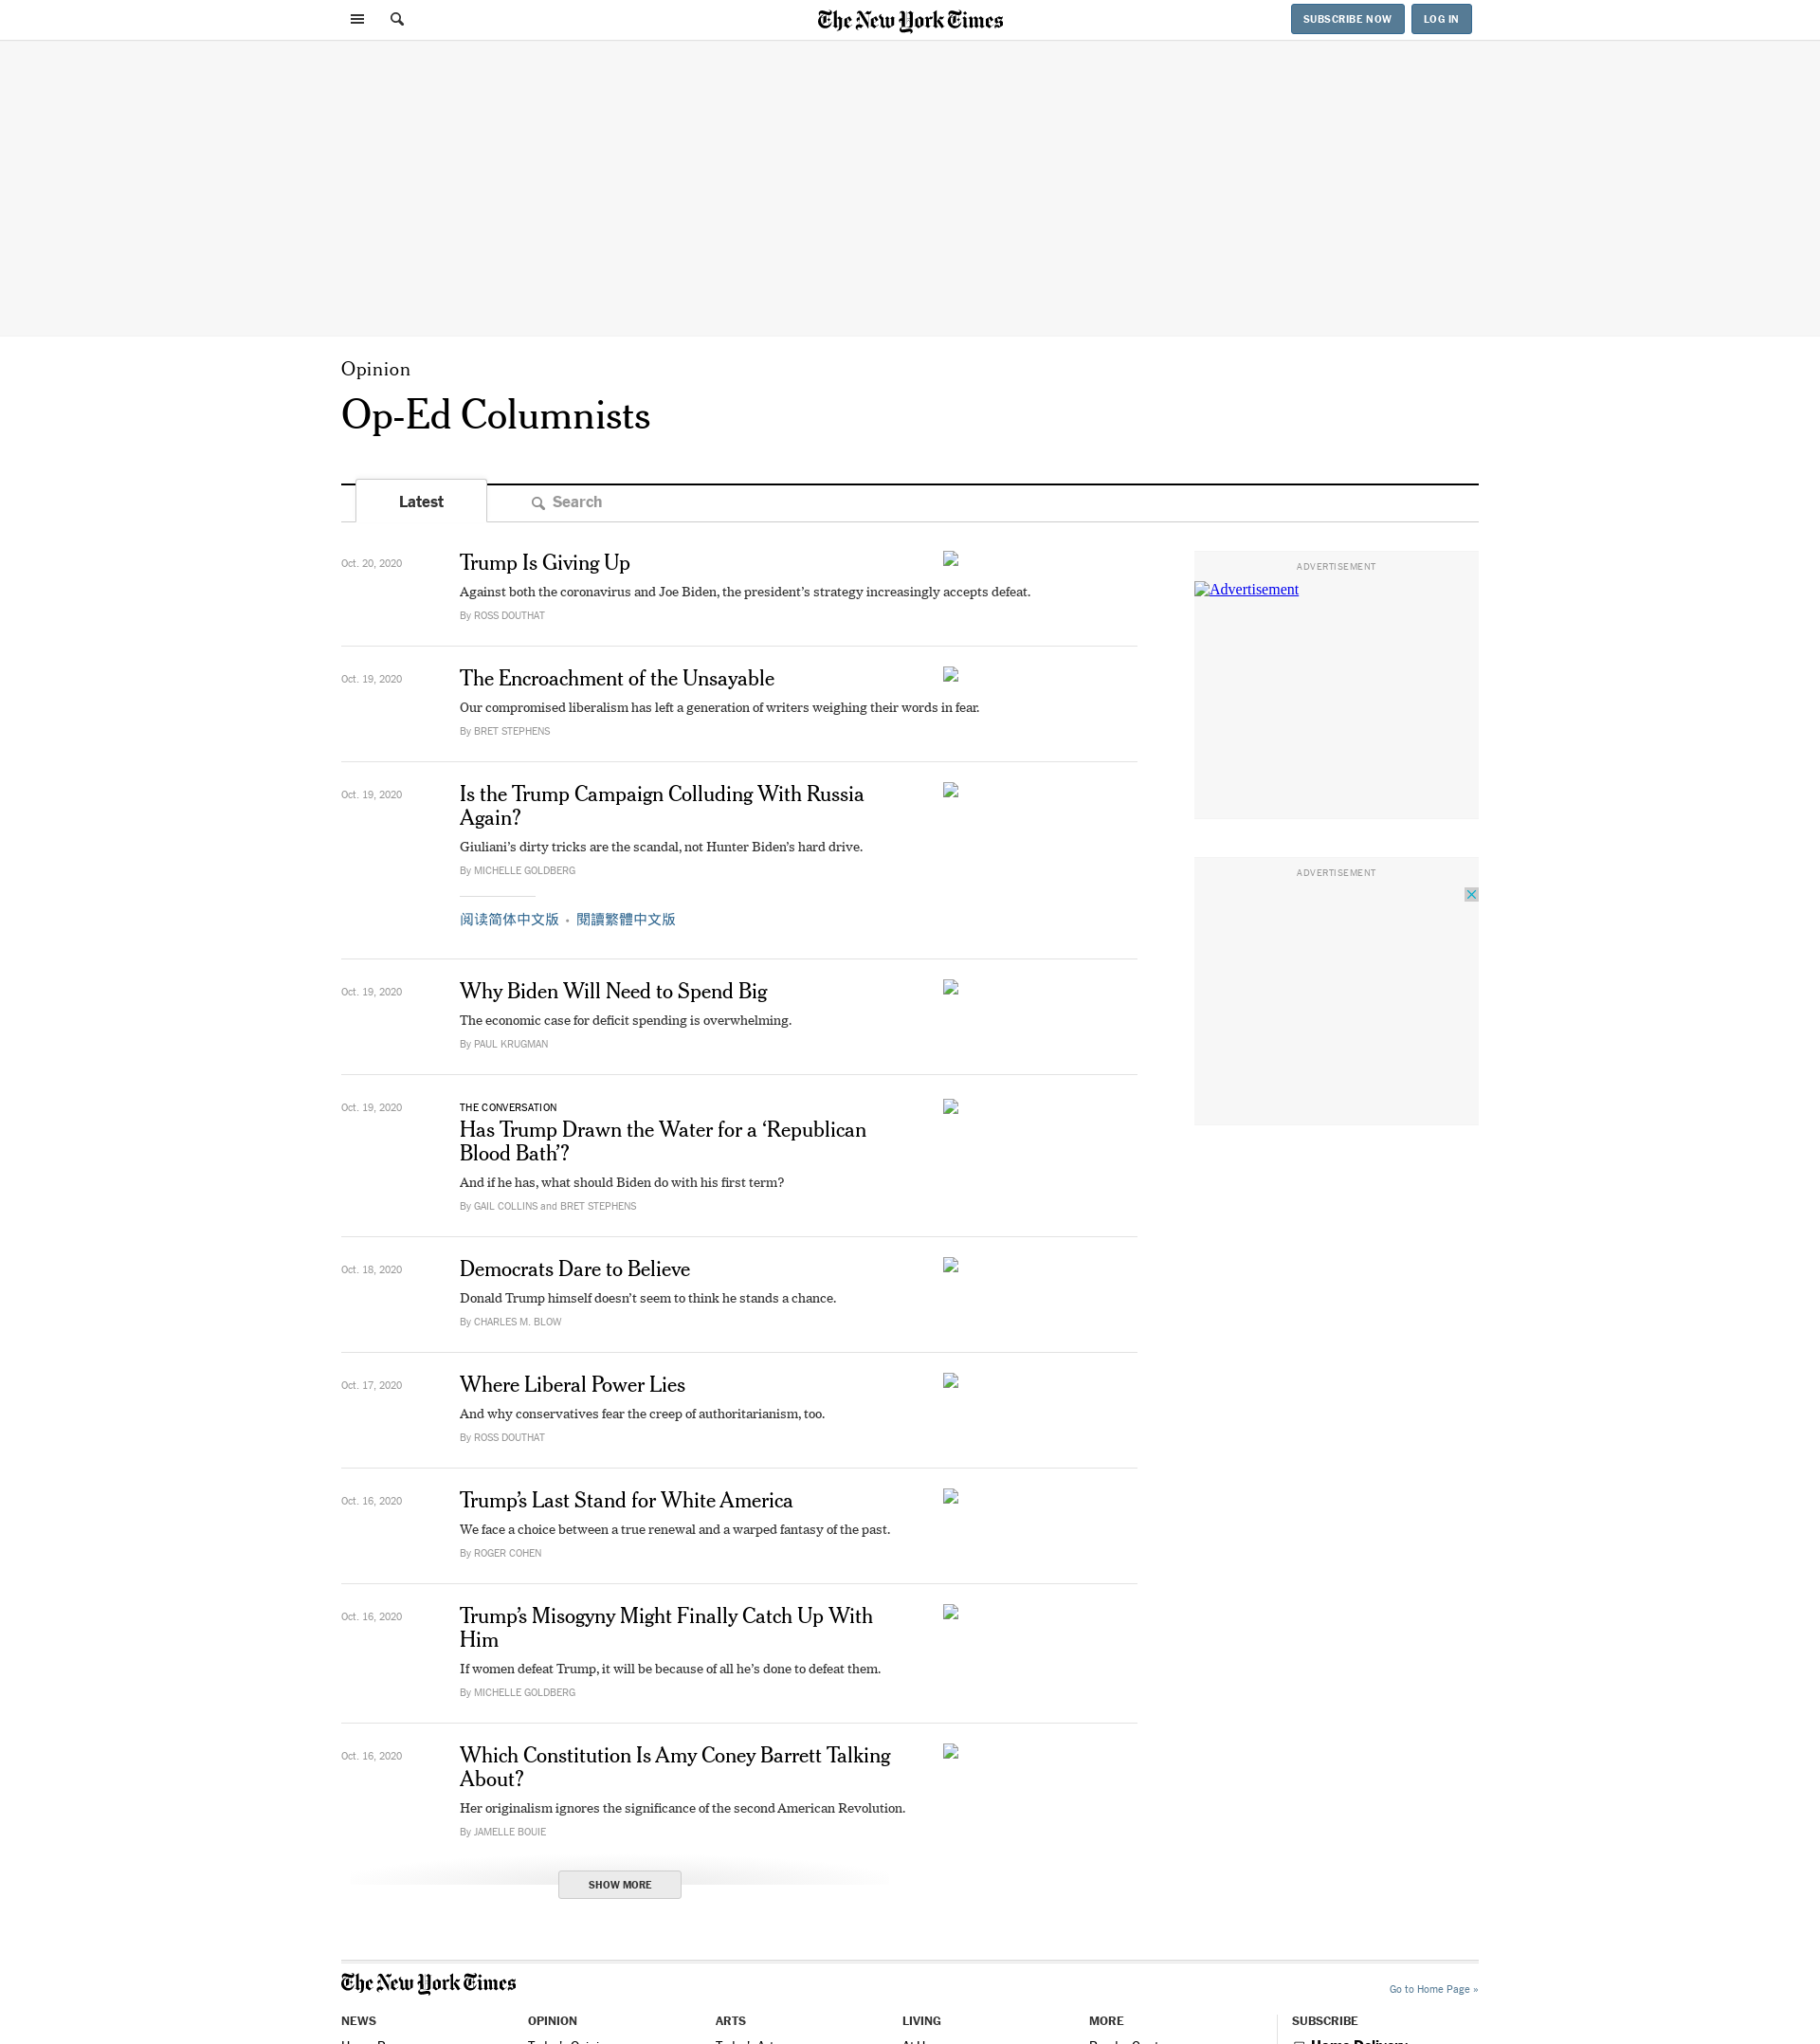 The New York Times
SUBSCRIBE NOW
LOG IN
Opinion
Op-Ed Columnists
Latest
Search
Oct. 20, 2020
Trump Is Giving Up
Against both the coronavirus and Joe Biden, the president’s strategy increasingly accepts defeat.
By ROSS DOUTHAT
Oct. 19, 2020
The Encroachment of the Unsayable
Our compromised liberalism has left a generation of writers weighing their words in fear.
By BRET STEPHENS
Oct. 19, 2020
Is the Trump Campaign Colluding With Russia
Again?
Giuliani’s dirty tricks are the scandal, not Hunter Biden’s hard drive.
By MICHELLE GOLDBERG
阅读简体中文版 • 閱讀繁體中文版
Oct. 19, 2020
Why Biden Will Need to Spend Big
The economic case for deficit spending is overwhelming.
By PAUL KRUGMAN
Oct. 19, 2020
THE CONVERSATION
Has Trump Drawn the Water for a ‘Republican
Blood Bath’?
And if he has, what should Biden do with his first term?
By GAIL COLLINS and BRET STEPHENS
Oct. 18, 2020
Democrats Dare to Believe
Donald Trump himself doesn’t seem to think he stands a chance.
By CHARLES M. BLOW
Oct. 17, 2020
Where Liberal Power Lies
And why conservatives fear the creep of authoritarianism, too.
By ROSS DOUTHAT
Oct. 16, 2020
Trump’s Last Stand for White America
We face a choice between a true renewal and a warped fantasy of the past.
By ROGER COHEN
Oct. 16, 2020
Trump’s Misogyny Might Finally Catch Up With
Him
If women defeat Trump, it will be because of all he’s done to defeat them.
By MICHELLE GOLDBERG
Oct. 16, 2020
Which Constitution Is Amy Coney Barrett Talking
About?
Her originalism ignores the significance of the second American Revolution.
By JAMELLE BOUIE
SHOW MORE
ADVERTISEMENT
Advertisement
ADVERTISEMENT
The New York Times
Go to Home Page »
NEWS
OPINION
ARTS
LIVING
MORE
SUBSCRIBE